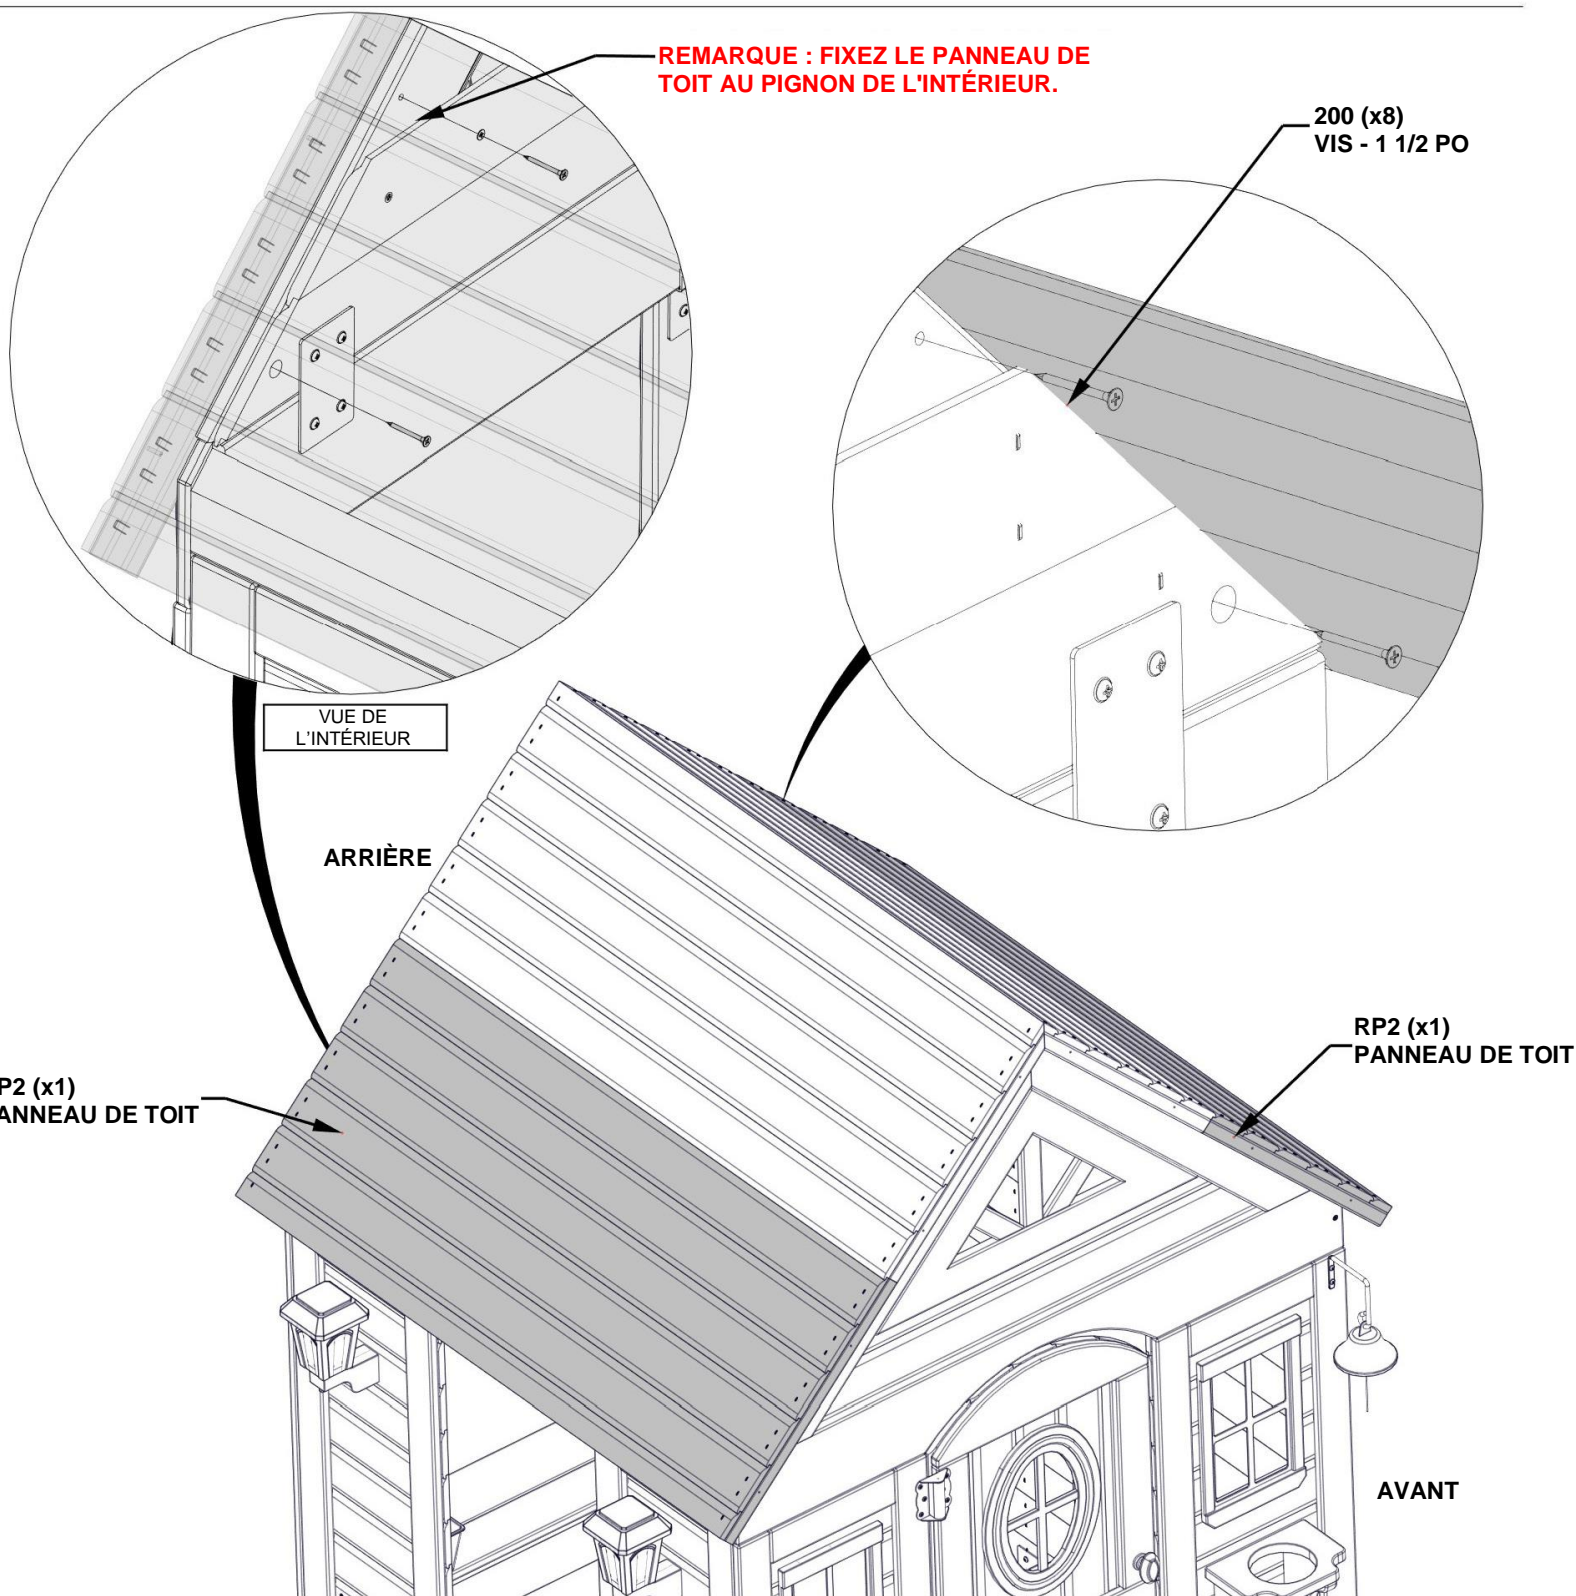 REMARQUE : FIXEZ LE PANNEAU DE
TOIT AU PIGNON DE L'INTÉRIEUR.
200 (x8)
VIS - 1 1/2 PO
VUE DE
L'INTÉRIEUR
ARRIÈRE
RP2 (x1)
PANNEAU DE TOIT
P2 (x1)
ANNEAU DE TOIT
AVANT